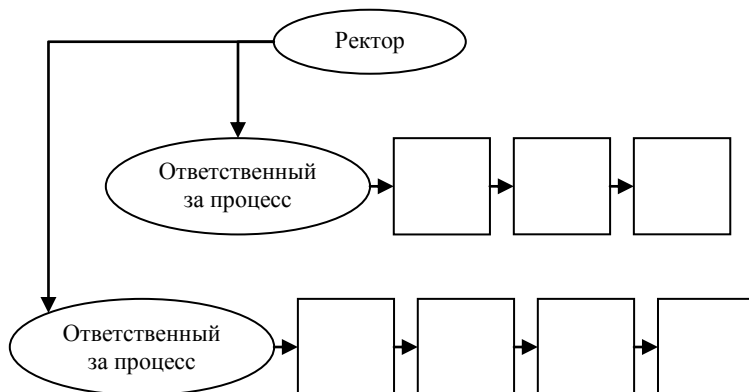 Ректор
Ответственный
за процесс
Ответственный
за процесс